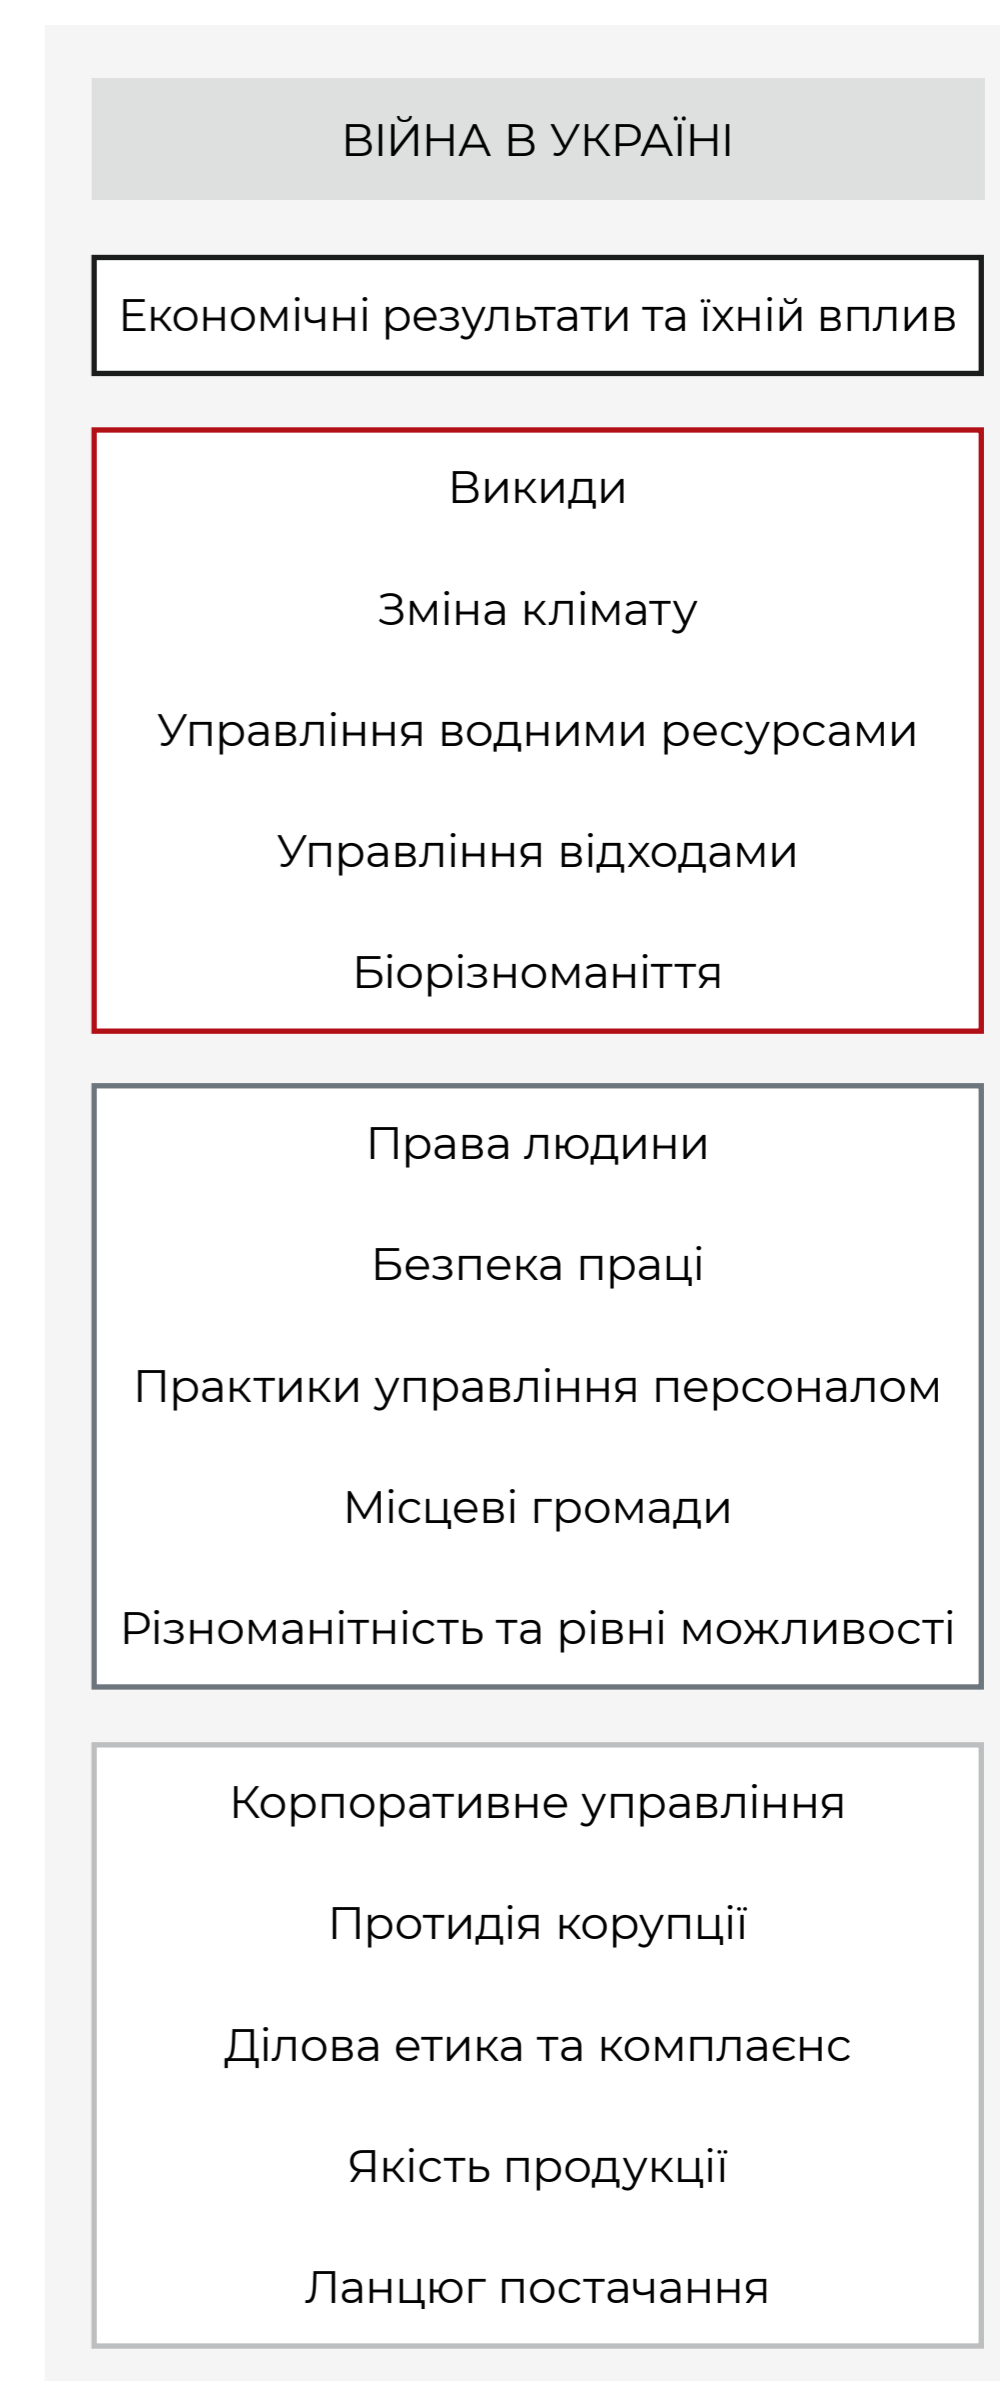 ВІЙНА В УКРАЇНІ
Економічні результати та їхній вплив
Викиди
Зміна клімату
Управління водними ресурсами
Управління відходами
Біорізноманіття
Права людини
Безпека праці
Практики управління персоналом
Місцеві громади
Різноманітність та рівні можливості
Корпоративне управління
Протидія корупції
Ділова етика та комплаєнс
Якість продукції
Ланцюг постачання